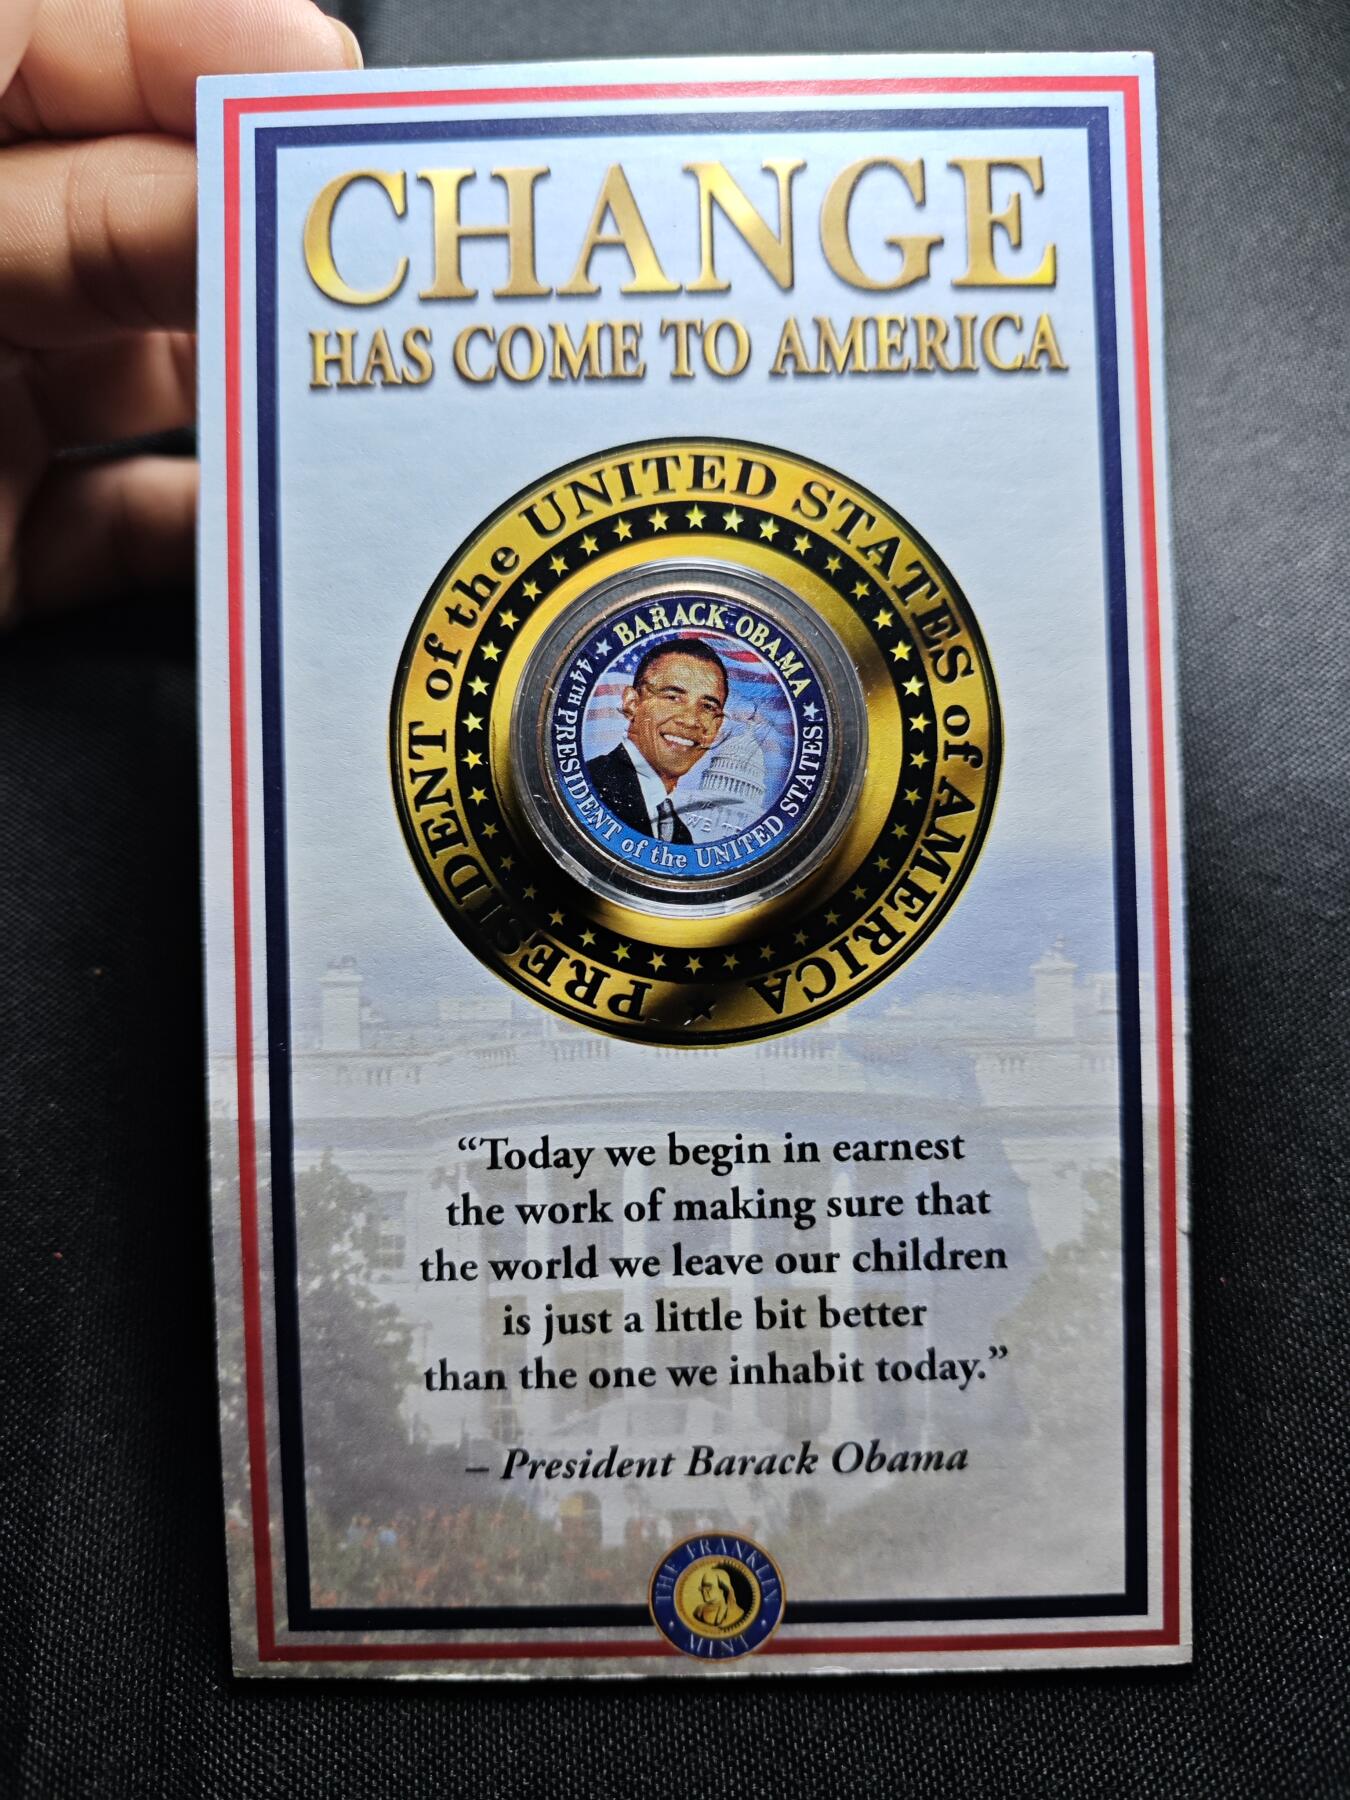 CHANGE
HAS COME TO AMERICA
PRESIDENT of the UNITED STATES of AMERICA
BARACK OBAMA
44TH PRESIDENT of the UNITED STATES
WE
“Today we begin in earnest
the work of making sure that
the world we leave our children
is just a little bit better
than the one we inhabit today.”
– President Barack Obama
THE FRANKLIN
MINT